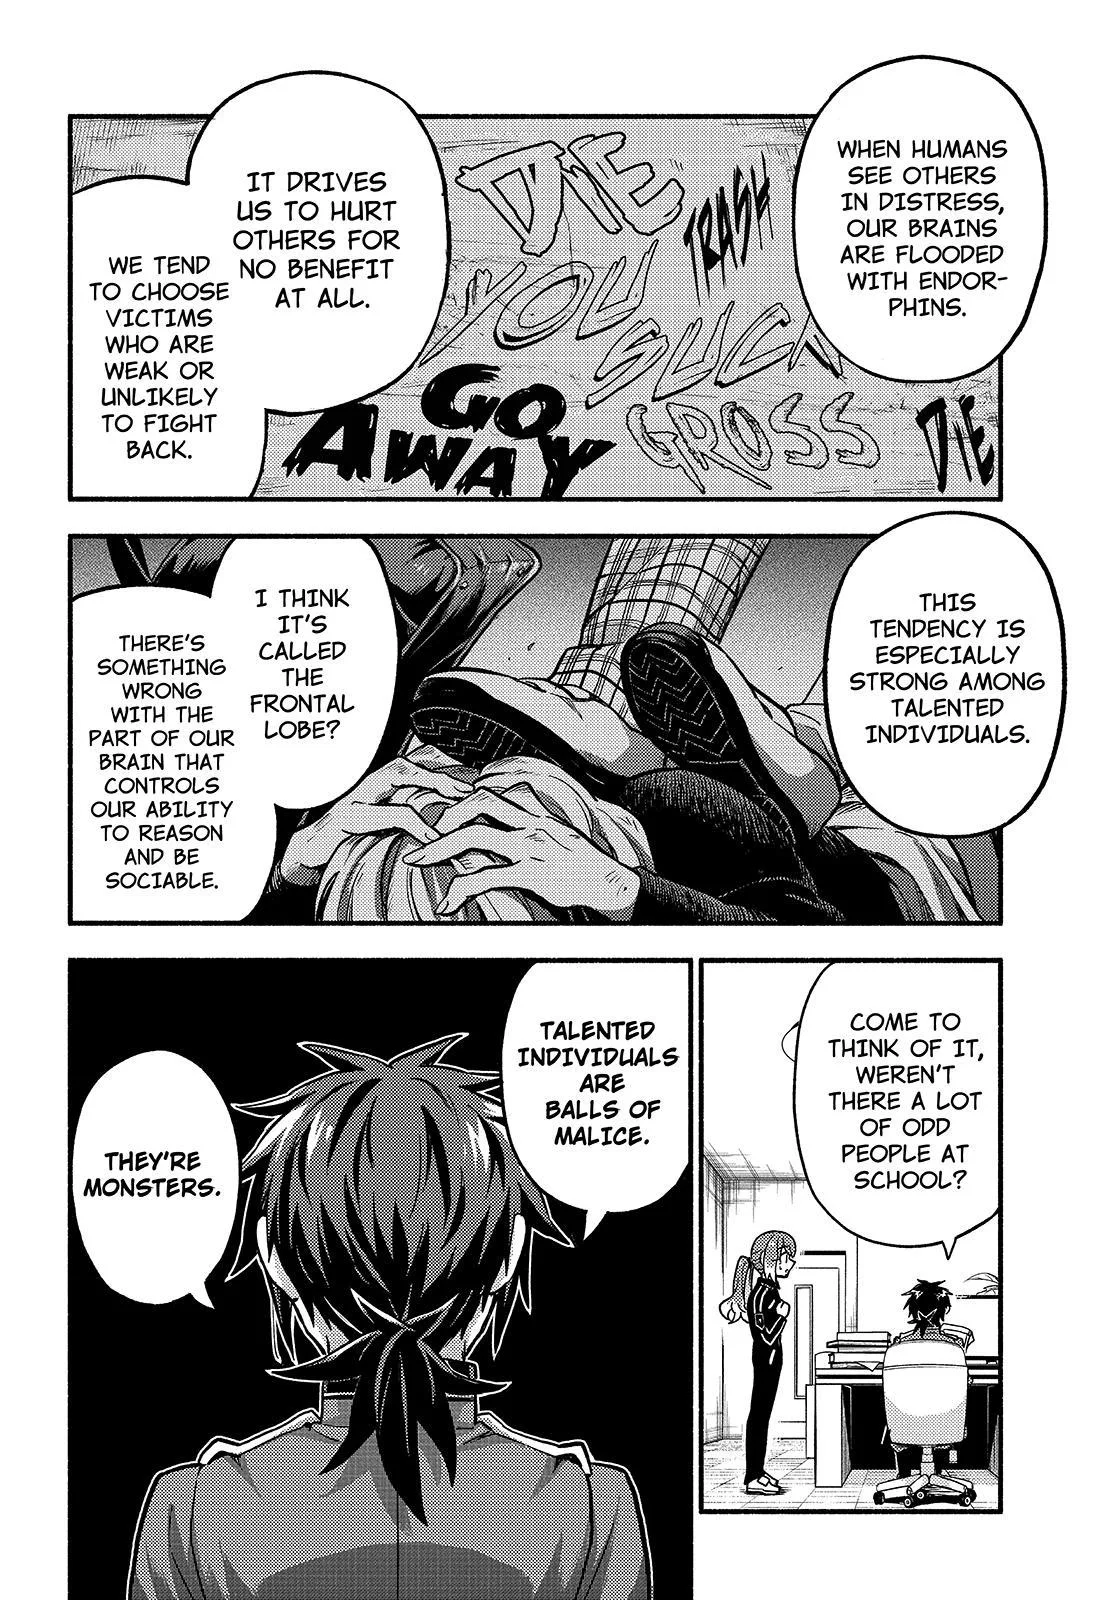 WHEN HUMANS
SEE OTHERS
IN DISTRESS,
OUR BRAINS
ARE FLOODED
WITH ENDOR-
PHINS.
DIE
TRASH
YOU
SUCK
GO
AWAY
GROSS
DIE
IT DRIVES
US TO HURT
OTHERS FOR
NO BENEFIT
AT ALL.
WE TEND
TO CHOOSE
VICTIMS
WHO ARE
WEAK OR
UNLIKELY
TO FIGHT
BACK.
THIS
TENDENCY IS
ESPECIALLY
STRONG AMONG
TALENTED
INDIVIDUALS.
I THINK
IT'S
CALLED
THE
FRONTAL
LOBE?
THERE'S
SOMETHING
WRONG
WITH THE
PART OF OUR
BRAIN THAT
CONTROLS
OUR ABILITY
TO REASON
AND BE
SOCIABLE.
COME TO
THINK OF IT,
WEREN'T
THERE A LOT
OF ODD
PEOPLE AT
SCHOOL?
TALENTED
INDIVIDUALS
ARE
BALLS OF
MALICE.
THEY'RE
MONSTERS.